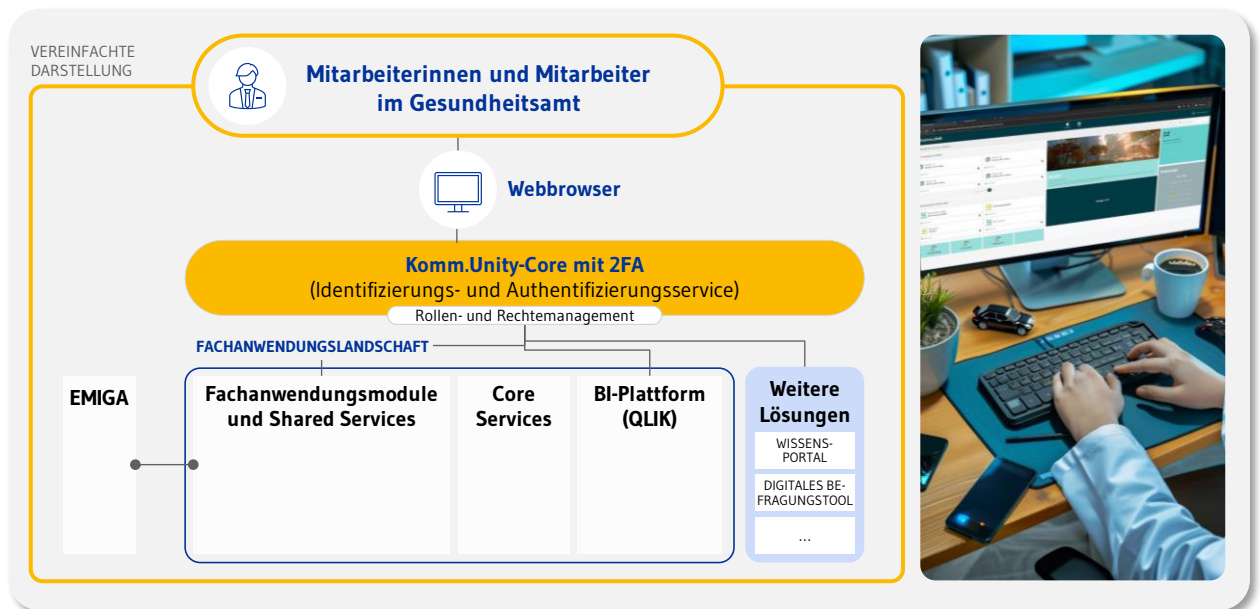 VEREINFACHTE
DARSTELLUNG
Mitarbeiterinnen und Mitarbeiter
im Gesundheitsamt
Webbrowser
Komm.Unity-Core mit 2FA
(Identifizierungs- und Authentifizierungsservice)
Rollen- und Rechtemanagement
FACHANWENDUNGSLANDSCHAFT
EMIGA
Fachanwendungsmodule
und Shared Services
Core
Services
BI-Plattform
(QLIK)
Weitere
Lösungen
WISSENS-
PORTAL
DIGITALES BE-
FRAGUNGSTOOL
...